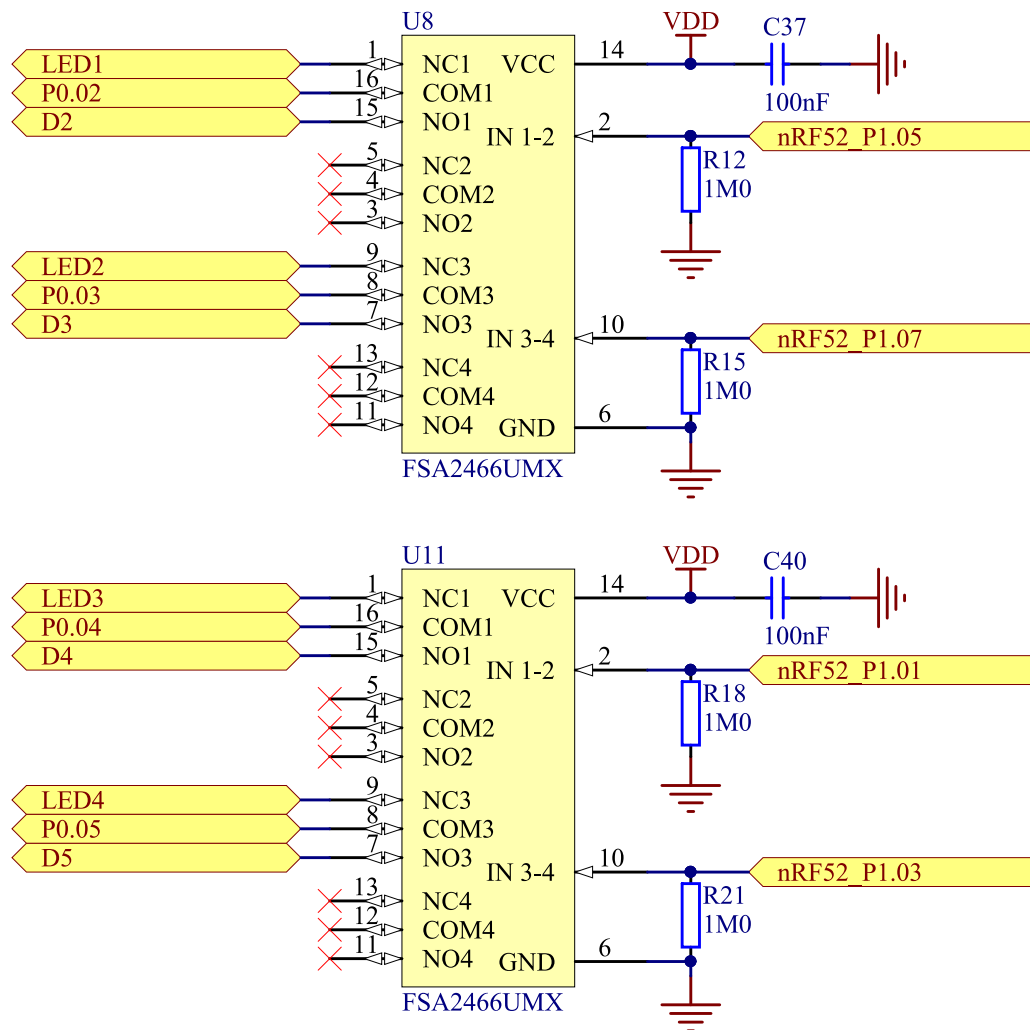 U8
VDD
C37
100nF
LED1 1 NC1 VCC 14
P0.02 16 COM1
D2 15 NO1
IN 1-2 2 nRF52_P1.05
5 NC2
R12
1M0
4 COM2
3 NO2
LED2 9 NC3
P0.03 8 COM3
D3 7 NO3
IN 3-4 10 nRF52_P1.07
13 NC4
R15
1M0
12 COM4
11 NO4 GND 6
FSA2466UMX
U11
VDD
C40
100nF
LED3 1 NC1 VCC 14
P0.04 16 COM1
D4 15 NO1
IN 1-2 2 nRF52_P1.01
5 NC2
R18
1M0
4 COM2
3 NO2
LED4 9 NC3
P0.05 8 COM3
D5 7 NO3
IN 3-4 10 nRF52_P1.03
13 NC4
R21
1M0
12 COM4
11 NO4 GND 6
FSA2466UMX